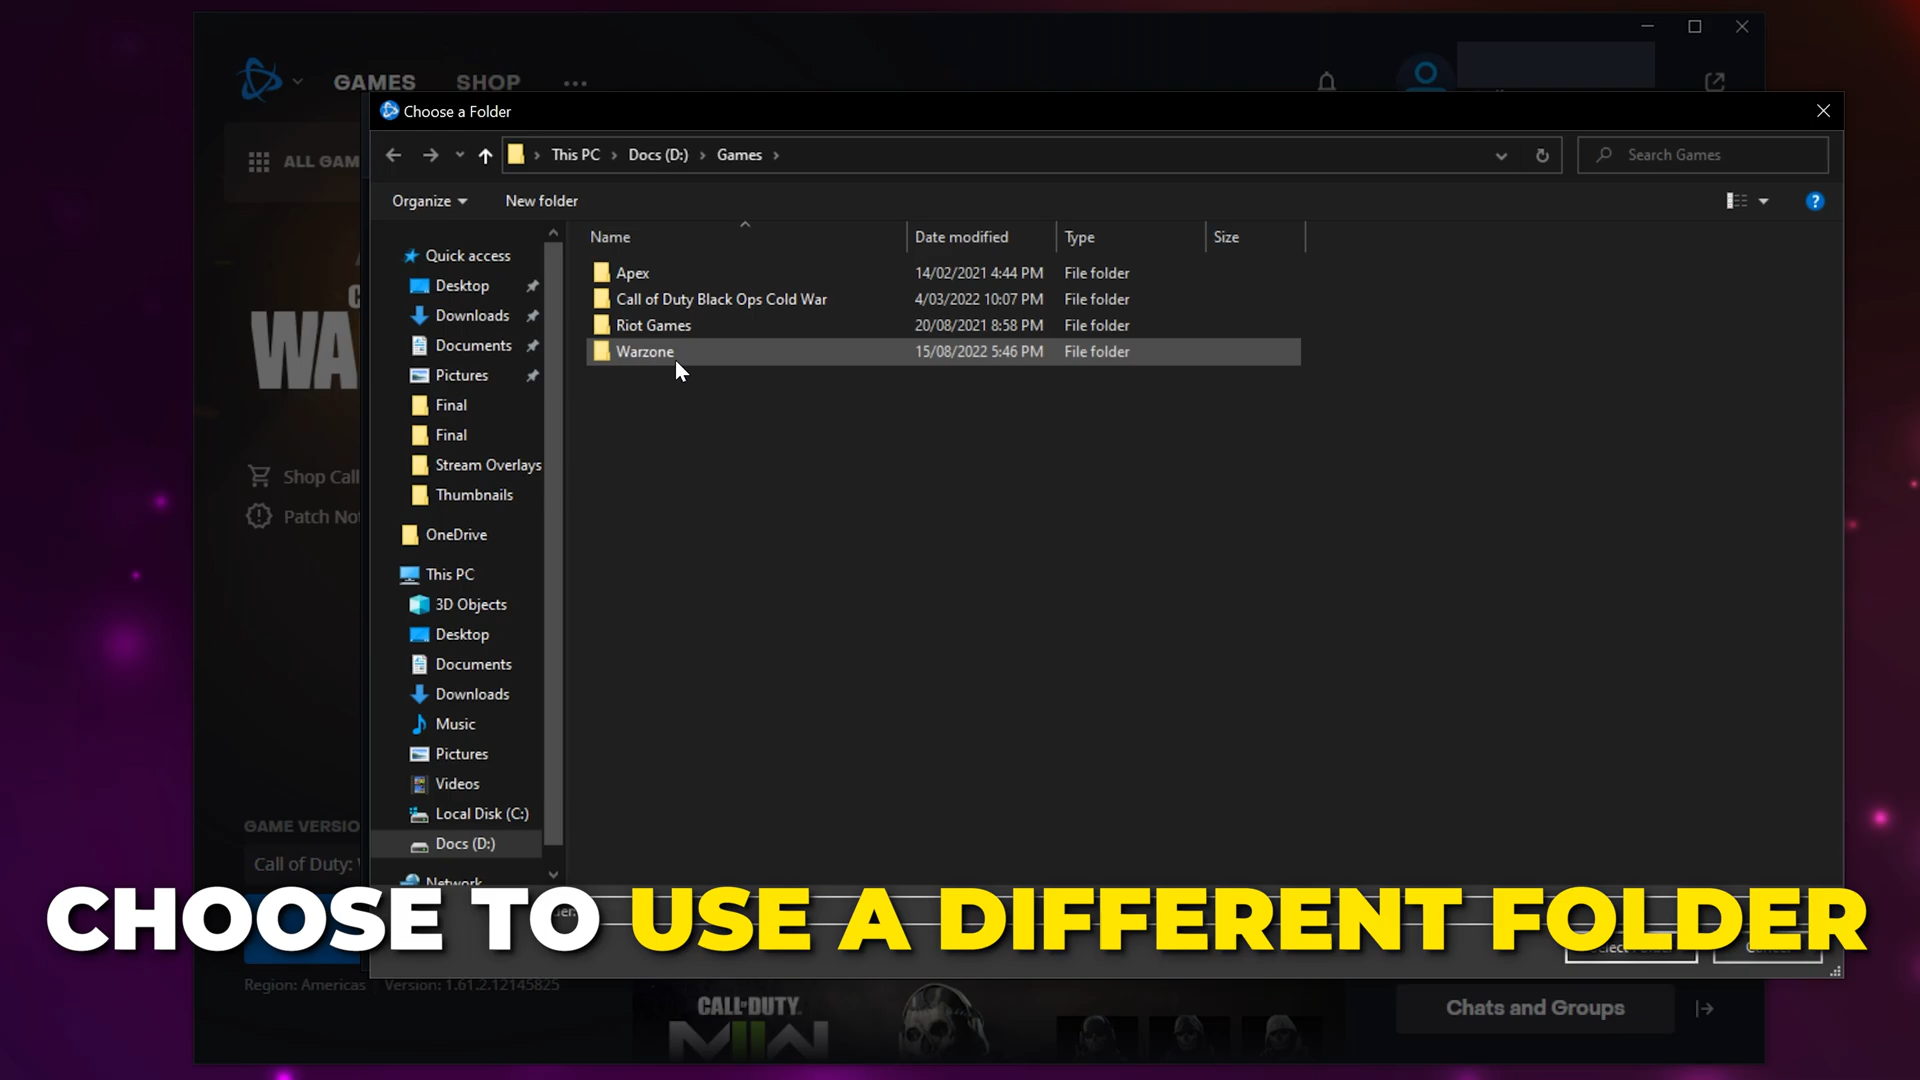 GAMES SHOP
Choose a Folder
ALL GAM
This PC Docs (D:) Games
Search Games
Organize New folder
Name Date modified Type Size
Quick access
Desktop
Downloads
Documents
Pictures
Final
Final
Stream Overlays
Thumbnails
OneDrive
This PC
3D Objects
Desktop
Documents
Downloads
Music
Pictures
Videos
Local Disk (C:)
Docs (D:)
Network
Apex 14/02/2021 4:44 PM File folder
Call of Duty Black Ops Cold War 4/03/2022 10:07 PM File folder
Riot Games 20/08/2021 8:58 PM File folder
Warzone 15/08/2022 5:46 PM File folder
WA
Shop Call
Patch Not
GAME VERSIO
Call of Duty:
CHOOSE TO USE A DIFFERENT FOLDER
Region: Americas Version: 1.61.2.12145825
CALL OF DUTY
MW
Chats and Groups